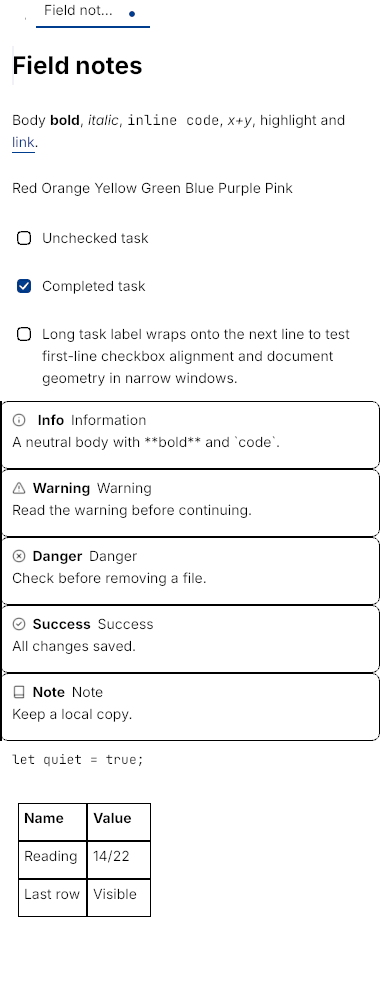 Field not...
Field notes
Body bold, italic, inline code, x+y, highlight and
link.
Red Orange Yellow Green Blue Purple Pink
Unchecked task
Completed task
Long task label wraps onto the next line to test
first-line checkbox alignment and document
geometry in narrow windows.
Info Information
A neutral body with **bold** and `code`.
Warning Warning
Read the warning before continuing.
Danger Danger
Check before removing a file.
Success Success
All changes saved.
Note Note
Keep a local copy.
let quiet = true;
Name Value
Reading 14/22
Last row Visible